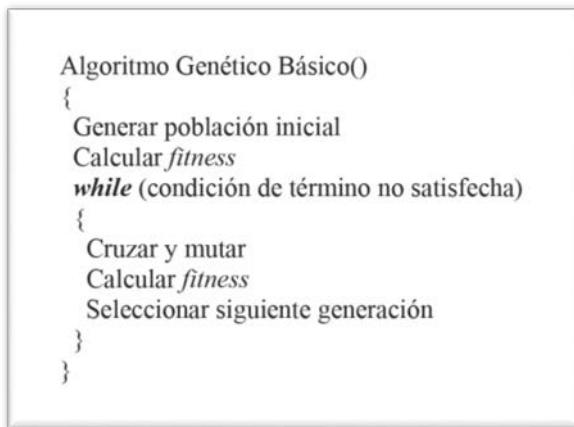 Algoritmo Genético Básico()
{
Generar población inicial
Calcular fitness
while (condición de término no satisfecha)
{
Cruzar y mutar
Calcular fitness
Seleccionar siguiente generación
}
}